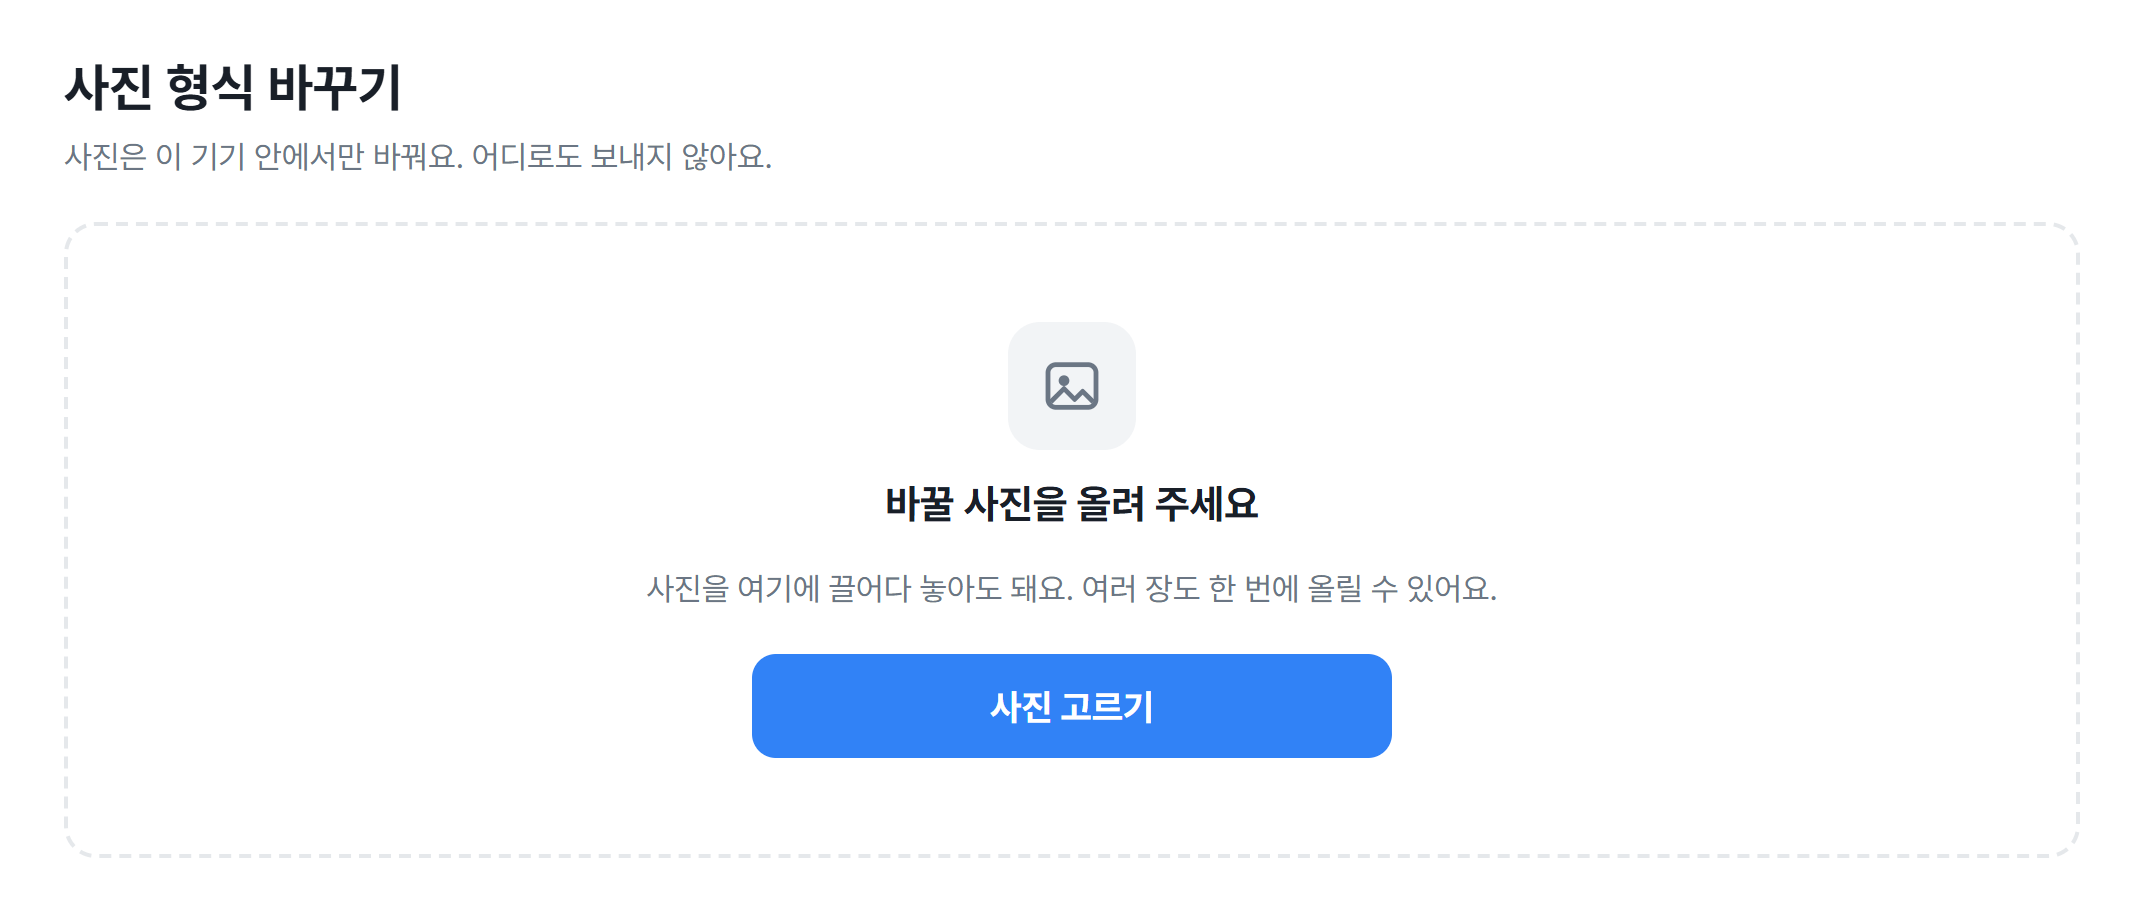 사진 형식 바꾸기
사진은 이 기기 안에서만 바꿔요. 어디로도 보내지 않아요.
바꿀 사진을 올려 주세요
사진을 여기에 끌어다 놓아도 돼요. 여러 장도 한 번에 올릴 수 있어요.
사진 고르기